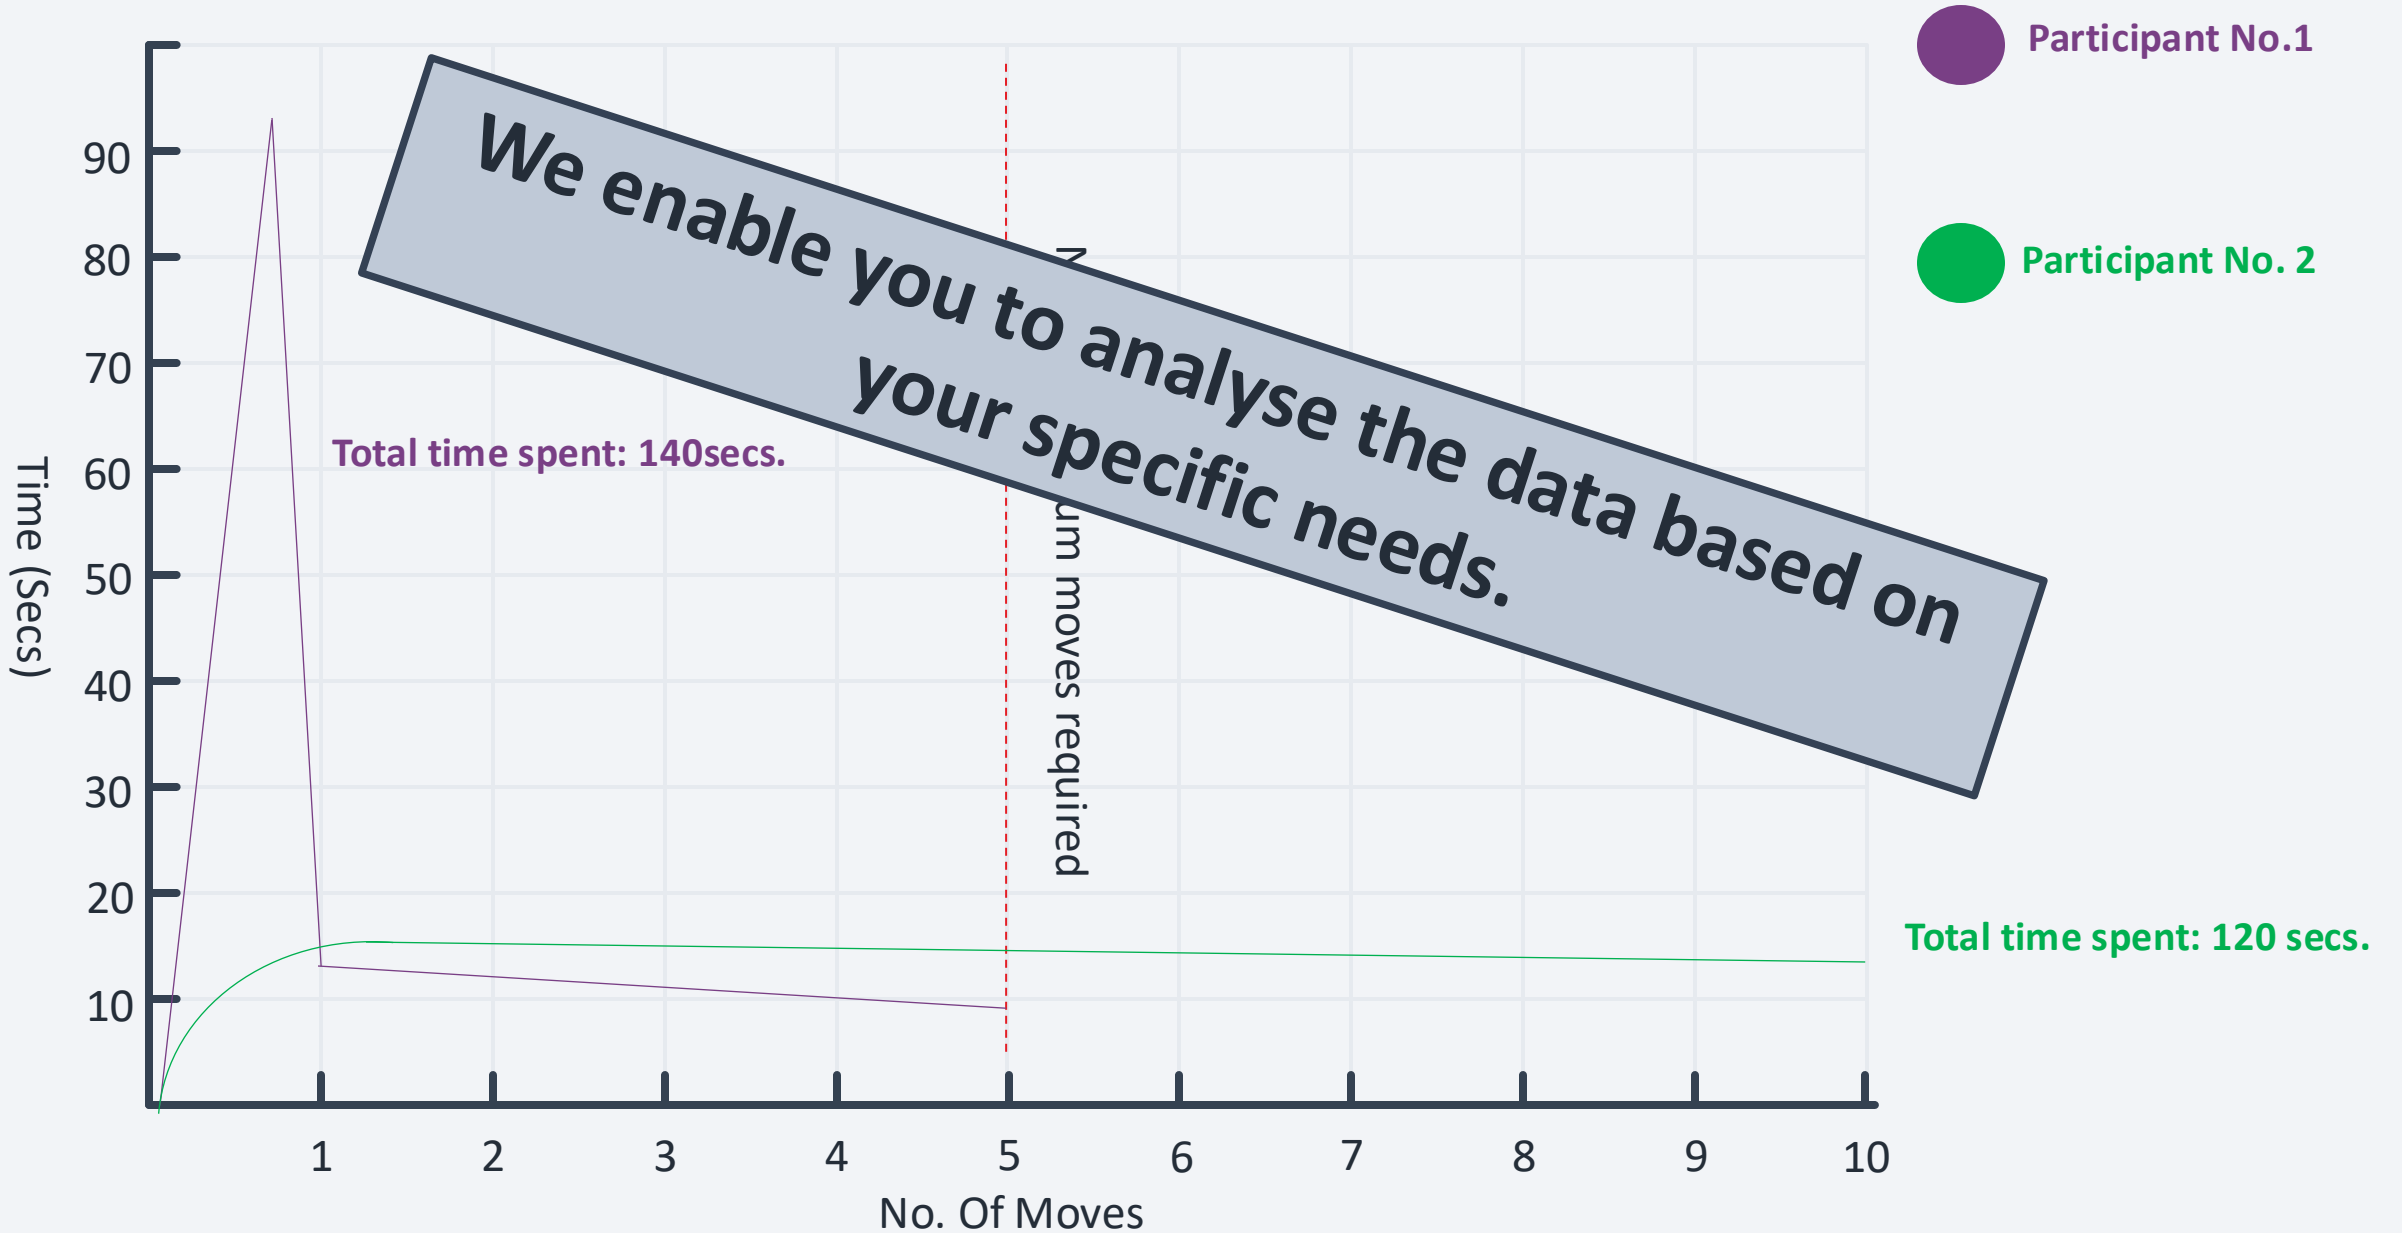 Participant No.1
Participant No. 2
We enable you to analyse the data based on
your specific needs.
Total time spent: 140secs.
Total time spent: 120 secs.
moves required
Time (Secs)
90
80
70
60
50
40
30
20
10
1 2 3 4 5 6 7 8 9 10
No. Of Moves